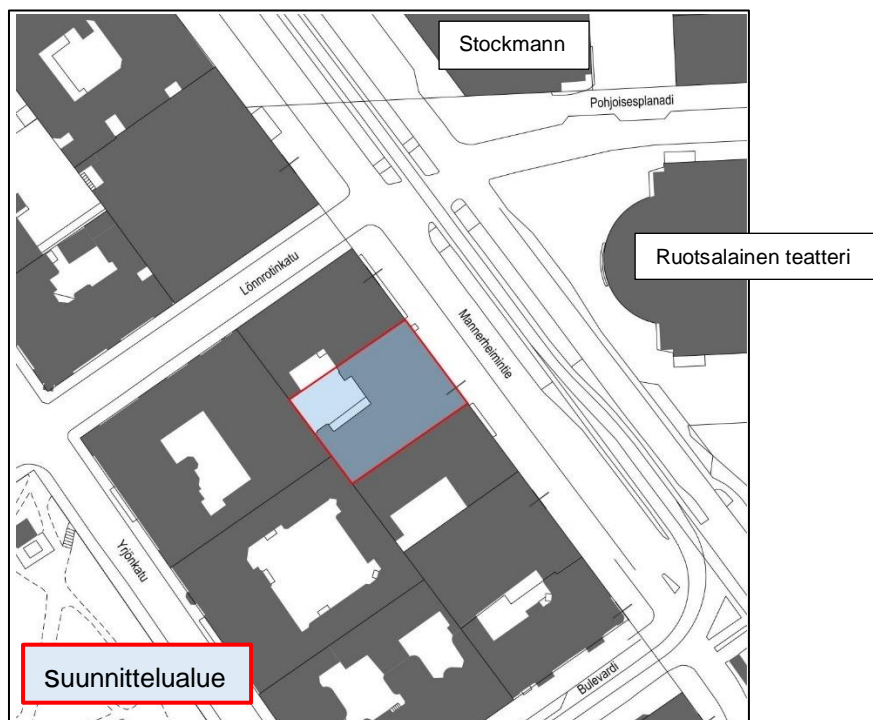 Stockmann
Pohjoisesplanadi
Ruotsalainen teatteri
Lönnrotinkatu
Mannerheimintie
Yrjönkatu
Bulevardi
suunnittelualue